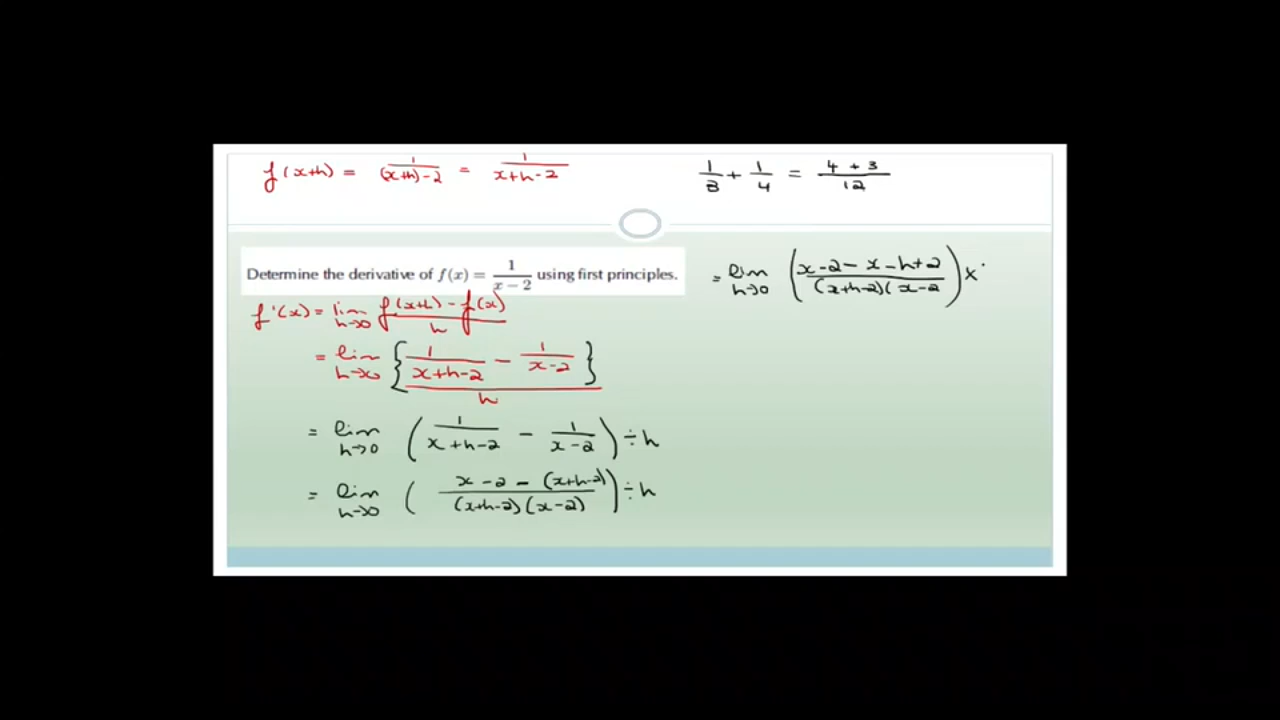 f(x+h) = 1/((x+h)-2) = 1/(x+h-2)
1/3 + 1/4 = (4+3)/12
Determine the derivative of f(x) = 1/(x − 2) using first principles.
f'(x) = lim h→0 (f(x+h) - f(x))/h
= lim h→0 {1/(x+h-2) - 1/(x-2)}/h
= lim h→0 (1/(x+h-2) - 1/(x-2)) ÷ h
= lim h→0 ((x-2-(x+h-2))/((x+h-2)(x-2))) ÷ h
= lim h→0 ((x-2-x-h+2)/((x+h-2)(x-2)) ×